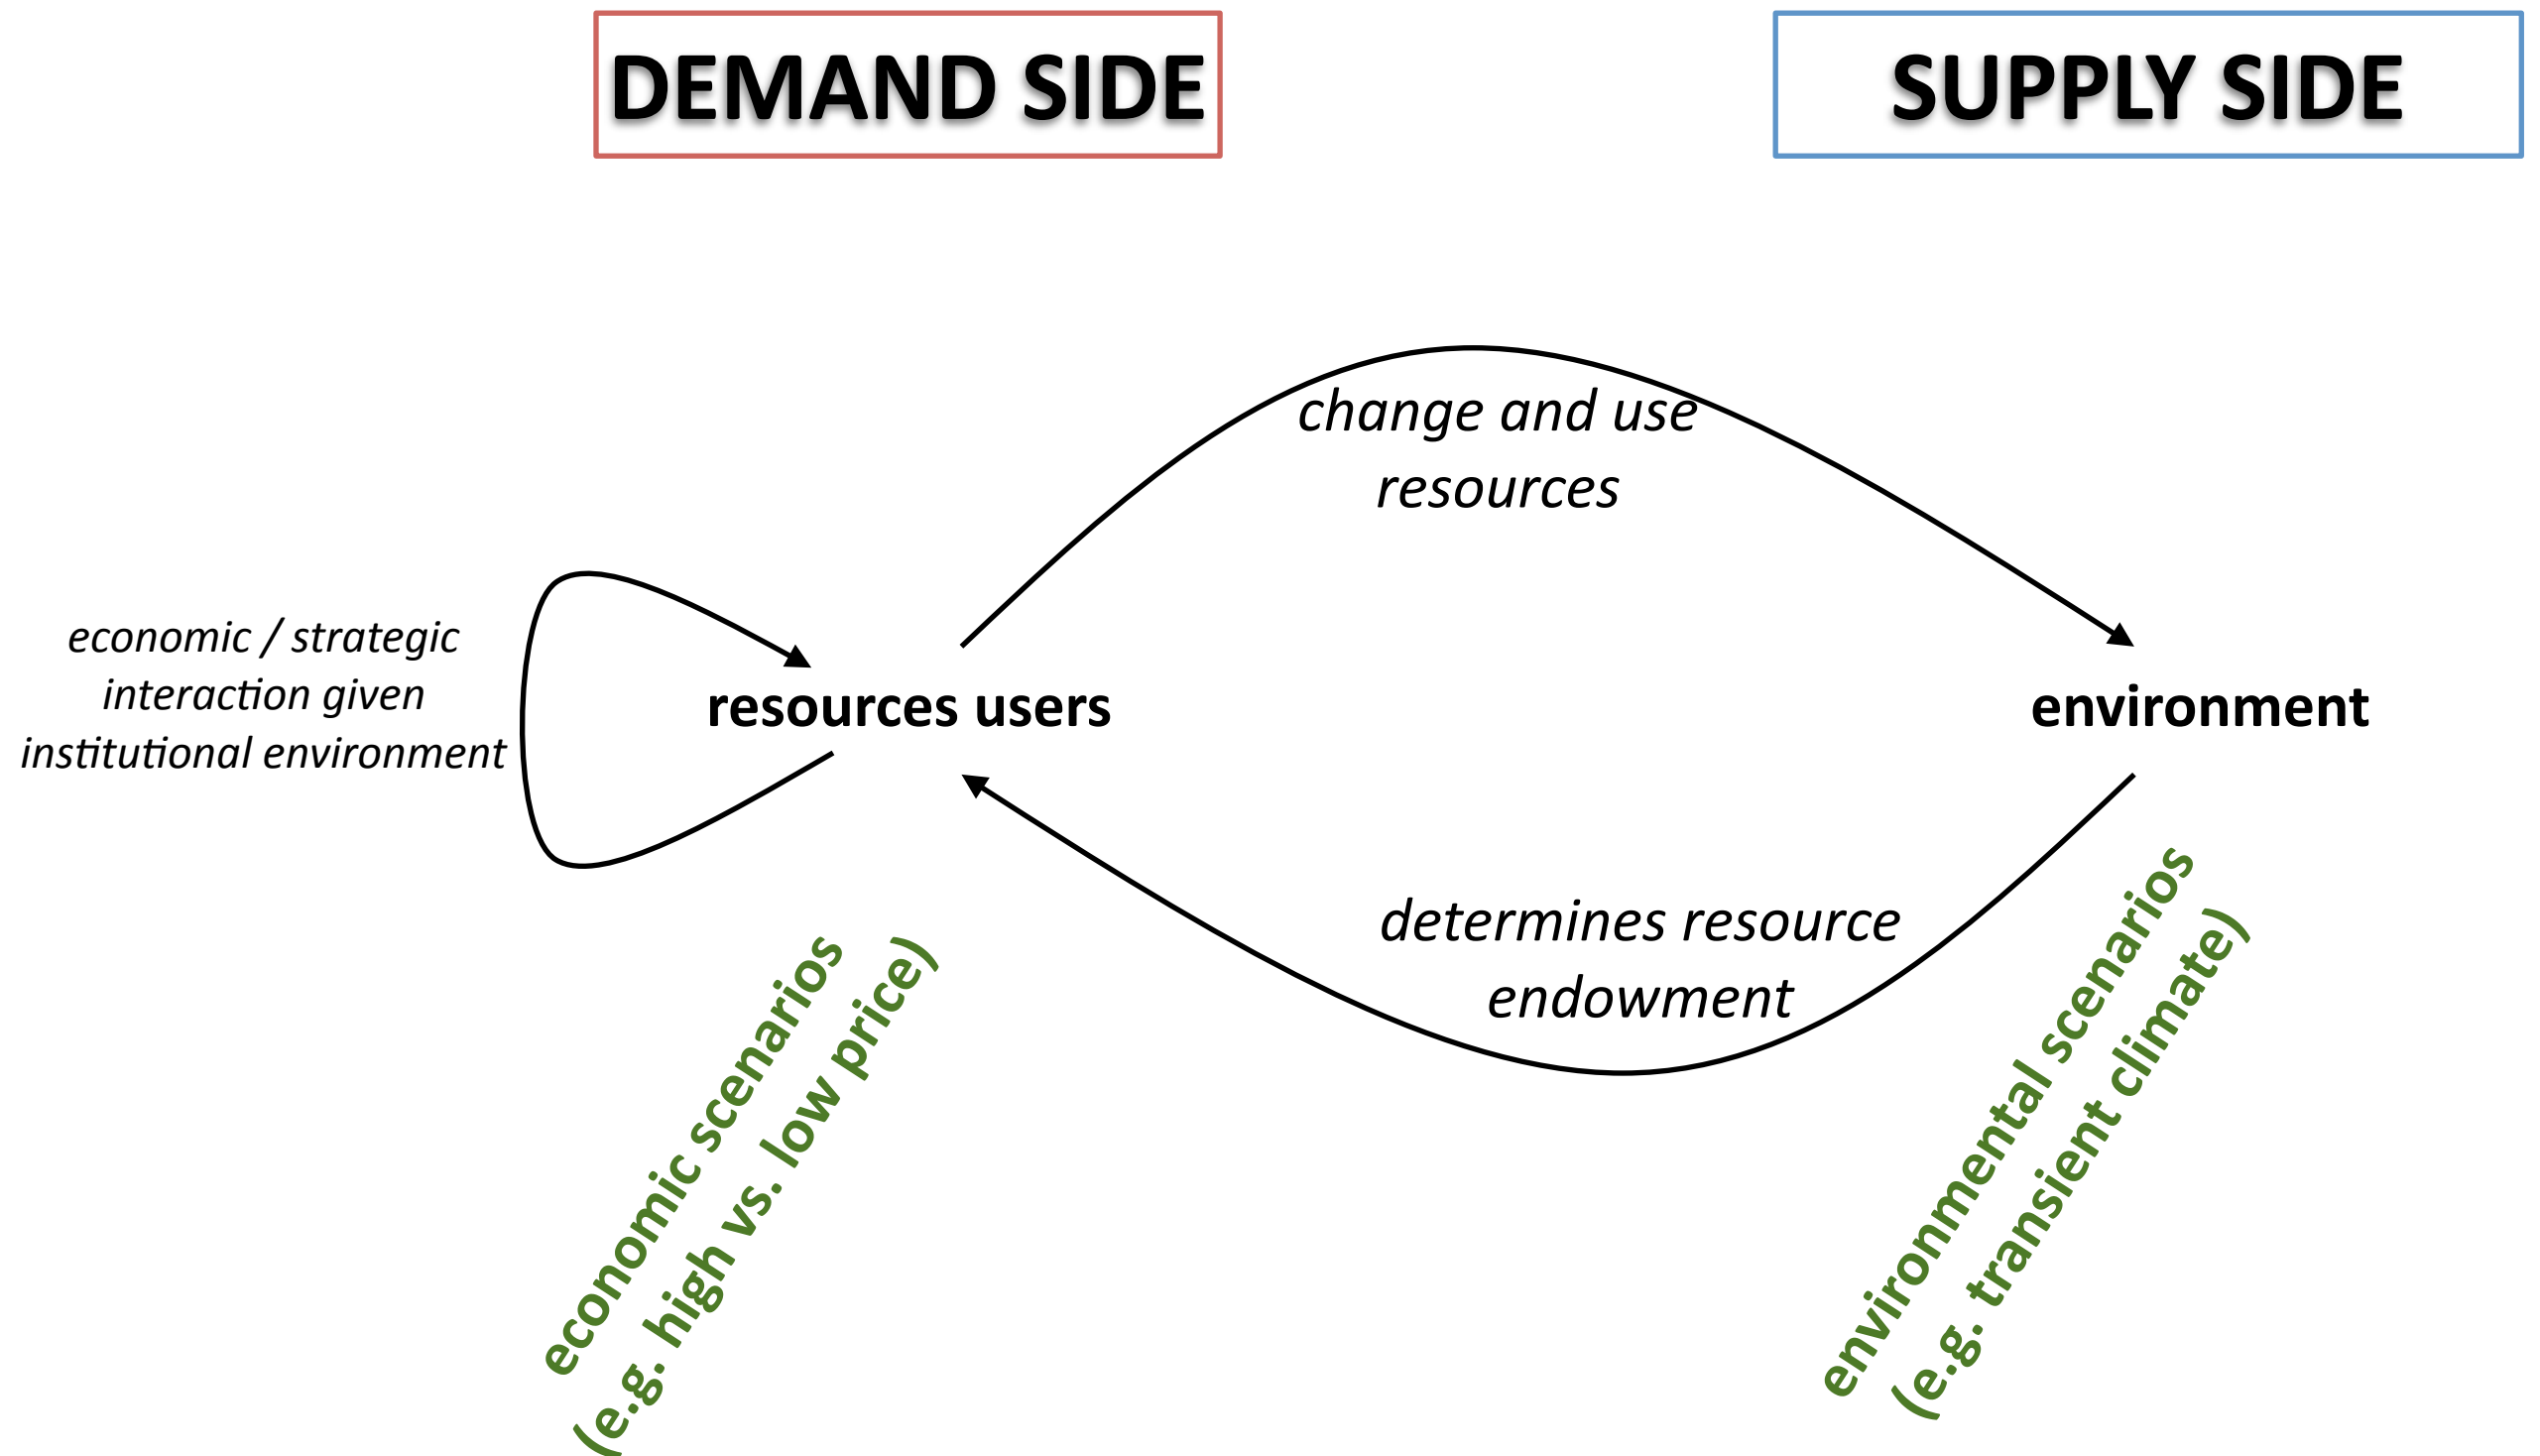 DEMAND SIDE
SUPPLY SIDE
change and use
resources
economic / strategic
interaction given
institutional environment
resources users
environment
determines resource
endowment
economic scenarios
(e.g. high vs. low price)
environmental scenarios
(e.g. transient climate)